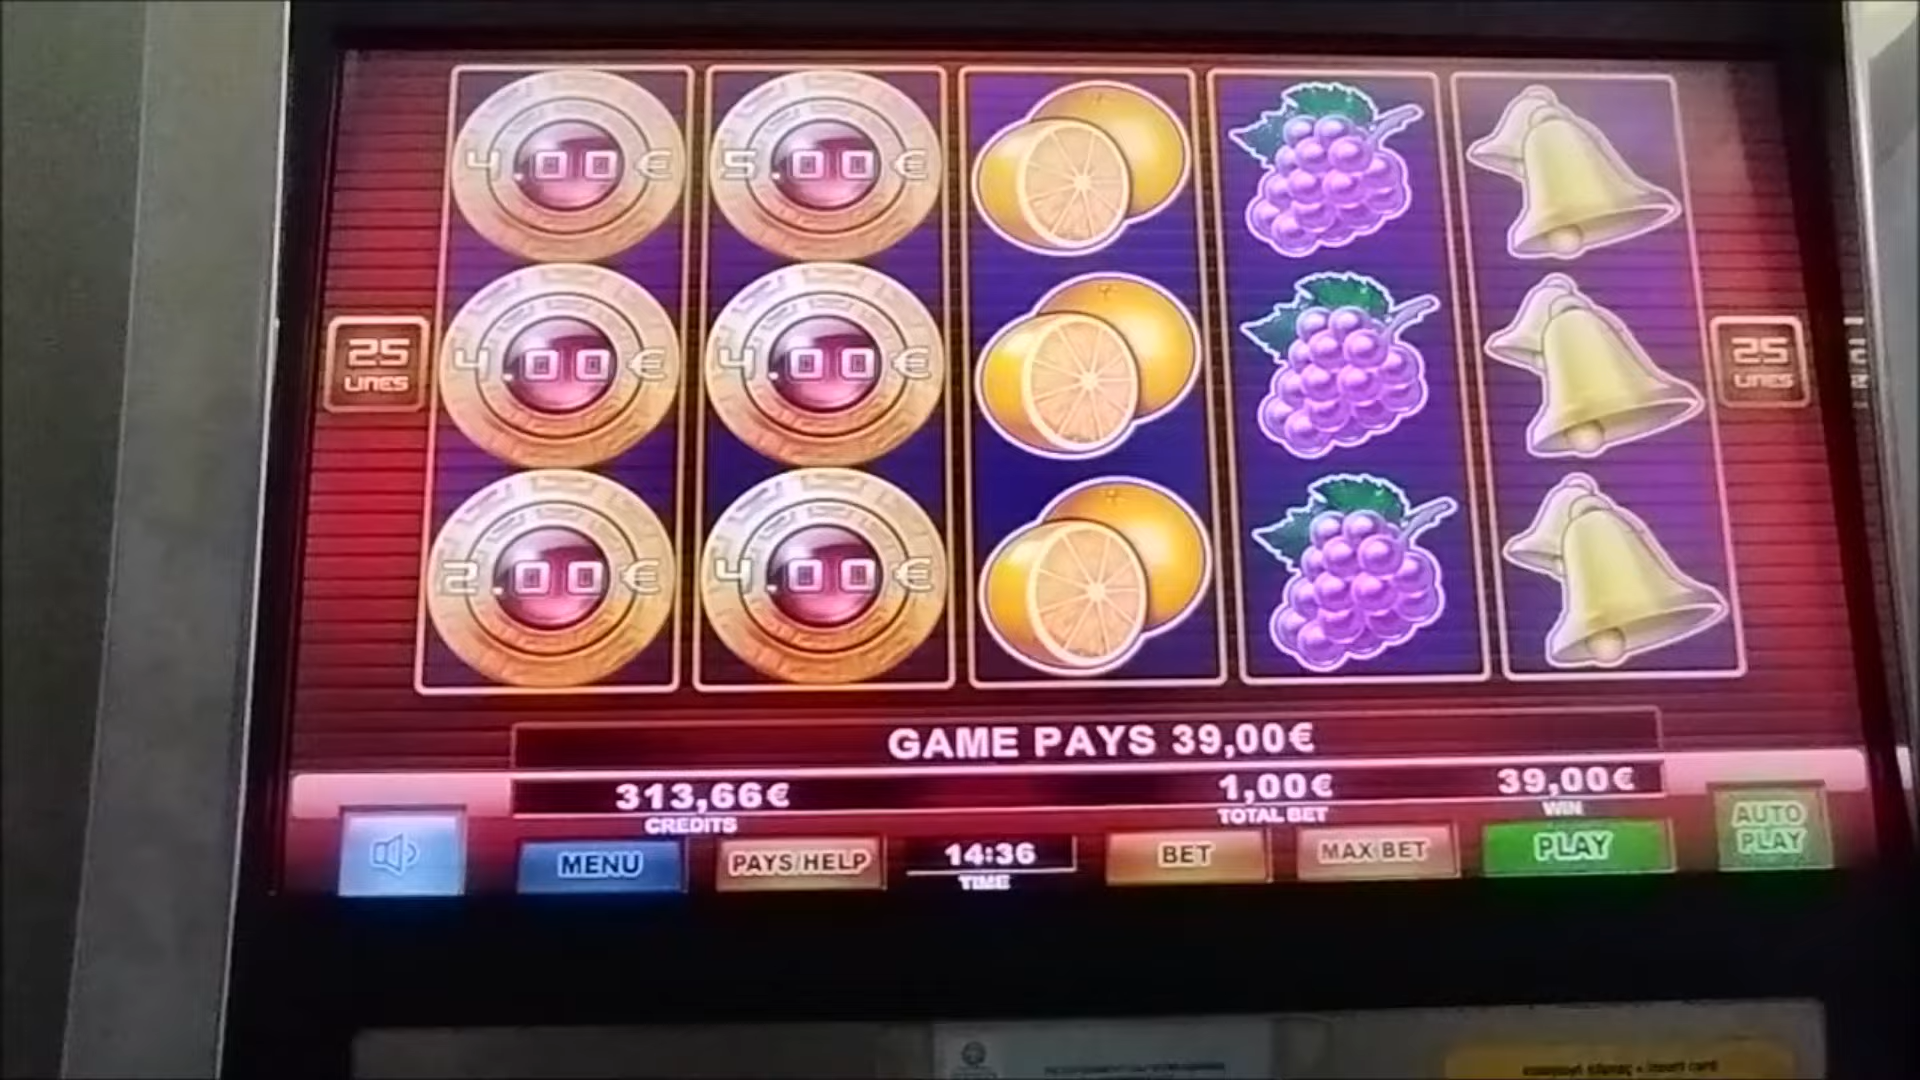 4.00€ 5.00€
4.00€ 4.00€
25 LINES
25 LINES
2.00€ 4.00€
GAME PAYS 39,00€
313,66€ 1,00€ 39,00€
CREDITS TOTAL BET WIN
MENU PAYS/HELP 14:36 BET MAX BET PLAY AUTO PLAY
TIME